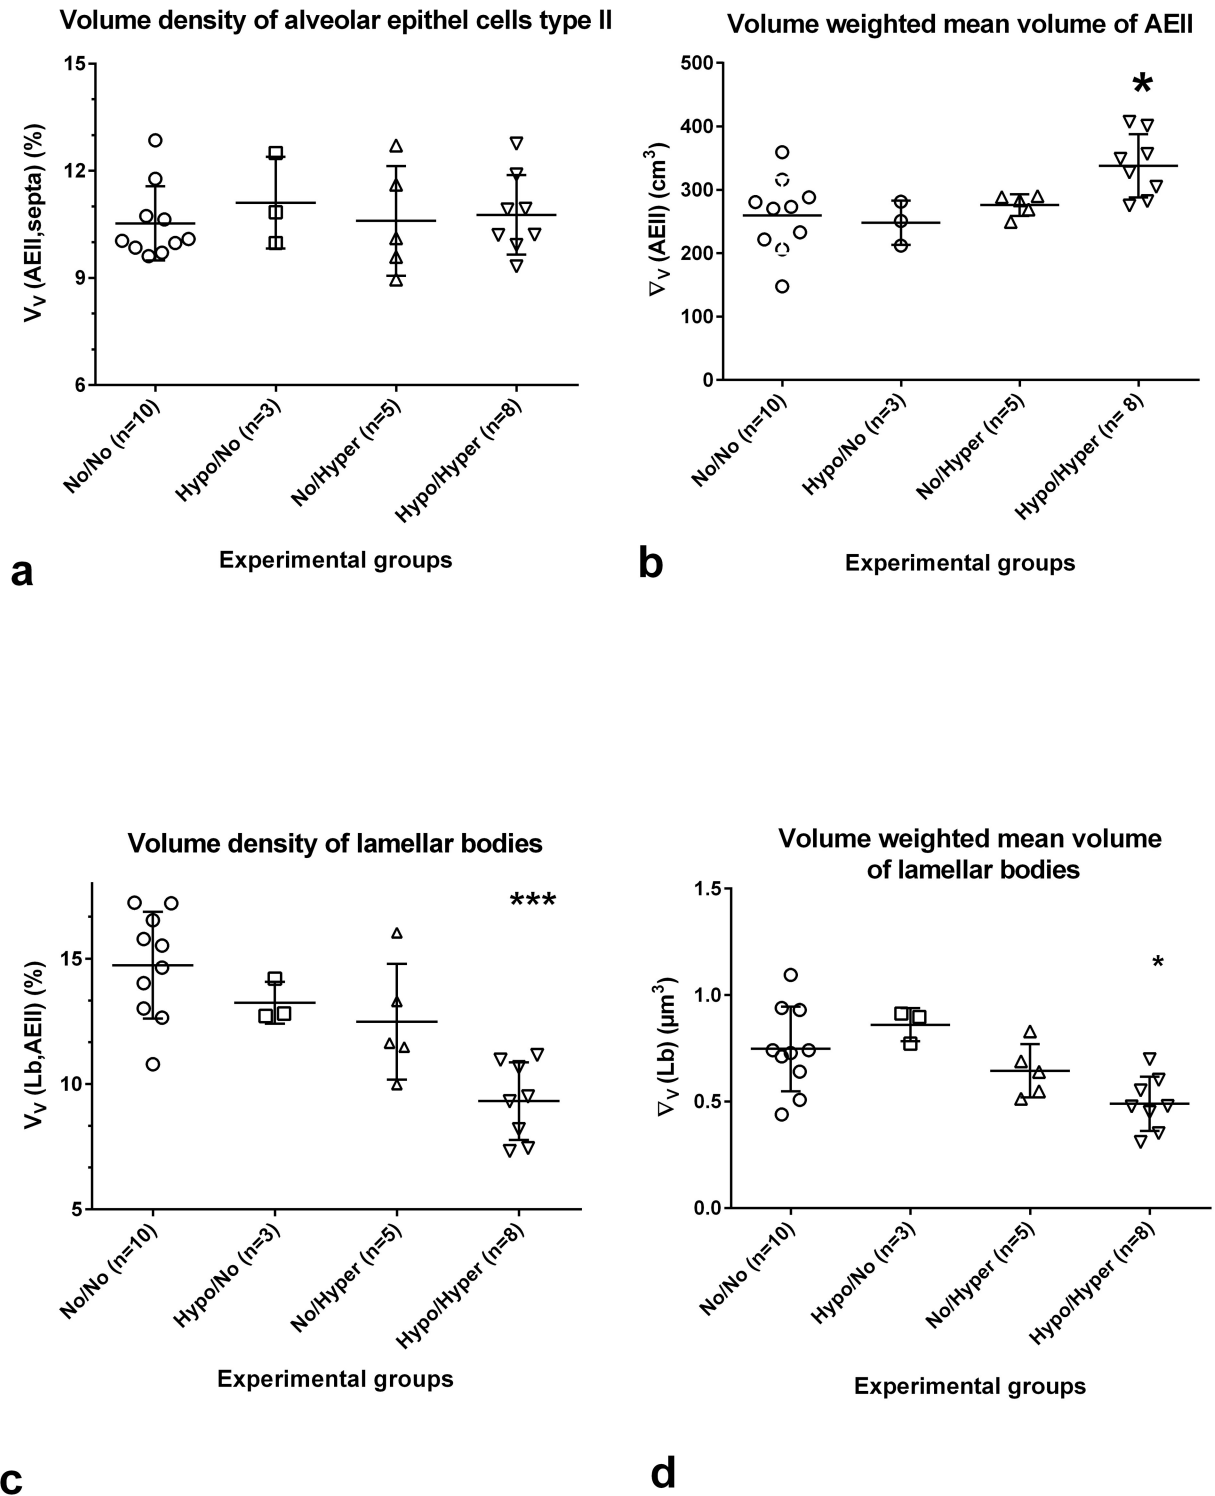 Volume density of alveolar epithel cells type II
V_V (AEII,septa) (%)
15
12
9
6
No/No (n=10)
Hypo/No (n=3)
No/Hyper (n=5)
Hypo/Hyper (n=8)
Experimental groups
a
Volume weighted mean volume of AEII
*
∇_V (AEII) (cm³)
500
400
300
200
100
0
No/No (n=10)
Hypo/No (n=3)
No/Hyper (n=5)
Hypo/Hyper (n= 8)
Experimental groups
b
Volume density of lamellar bodies
***
V_V (Lb,AEII) (%)
15
10
5
No/No (n=10)
Hypo/No (n=3)
No/Hyper (n=5)
Hypo/Hyper (n=8)
Experimental groups
c
Volume weighted mean volume
of lamellar bodies
*
∇_V (Lb) (µm³)
1.5
1.0
0.5
0.0
No/No (n=10)
Hypo/No (n=3)
No/Hyper (n=5)
Hypo/Hyper (n=8)
Experimental groups
d